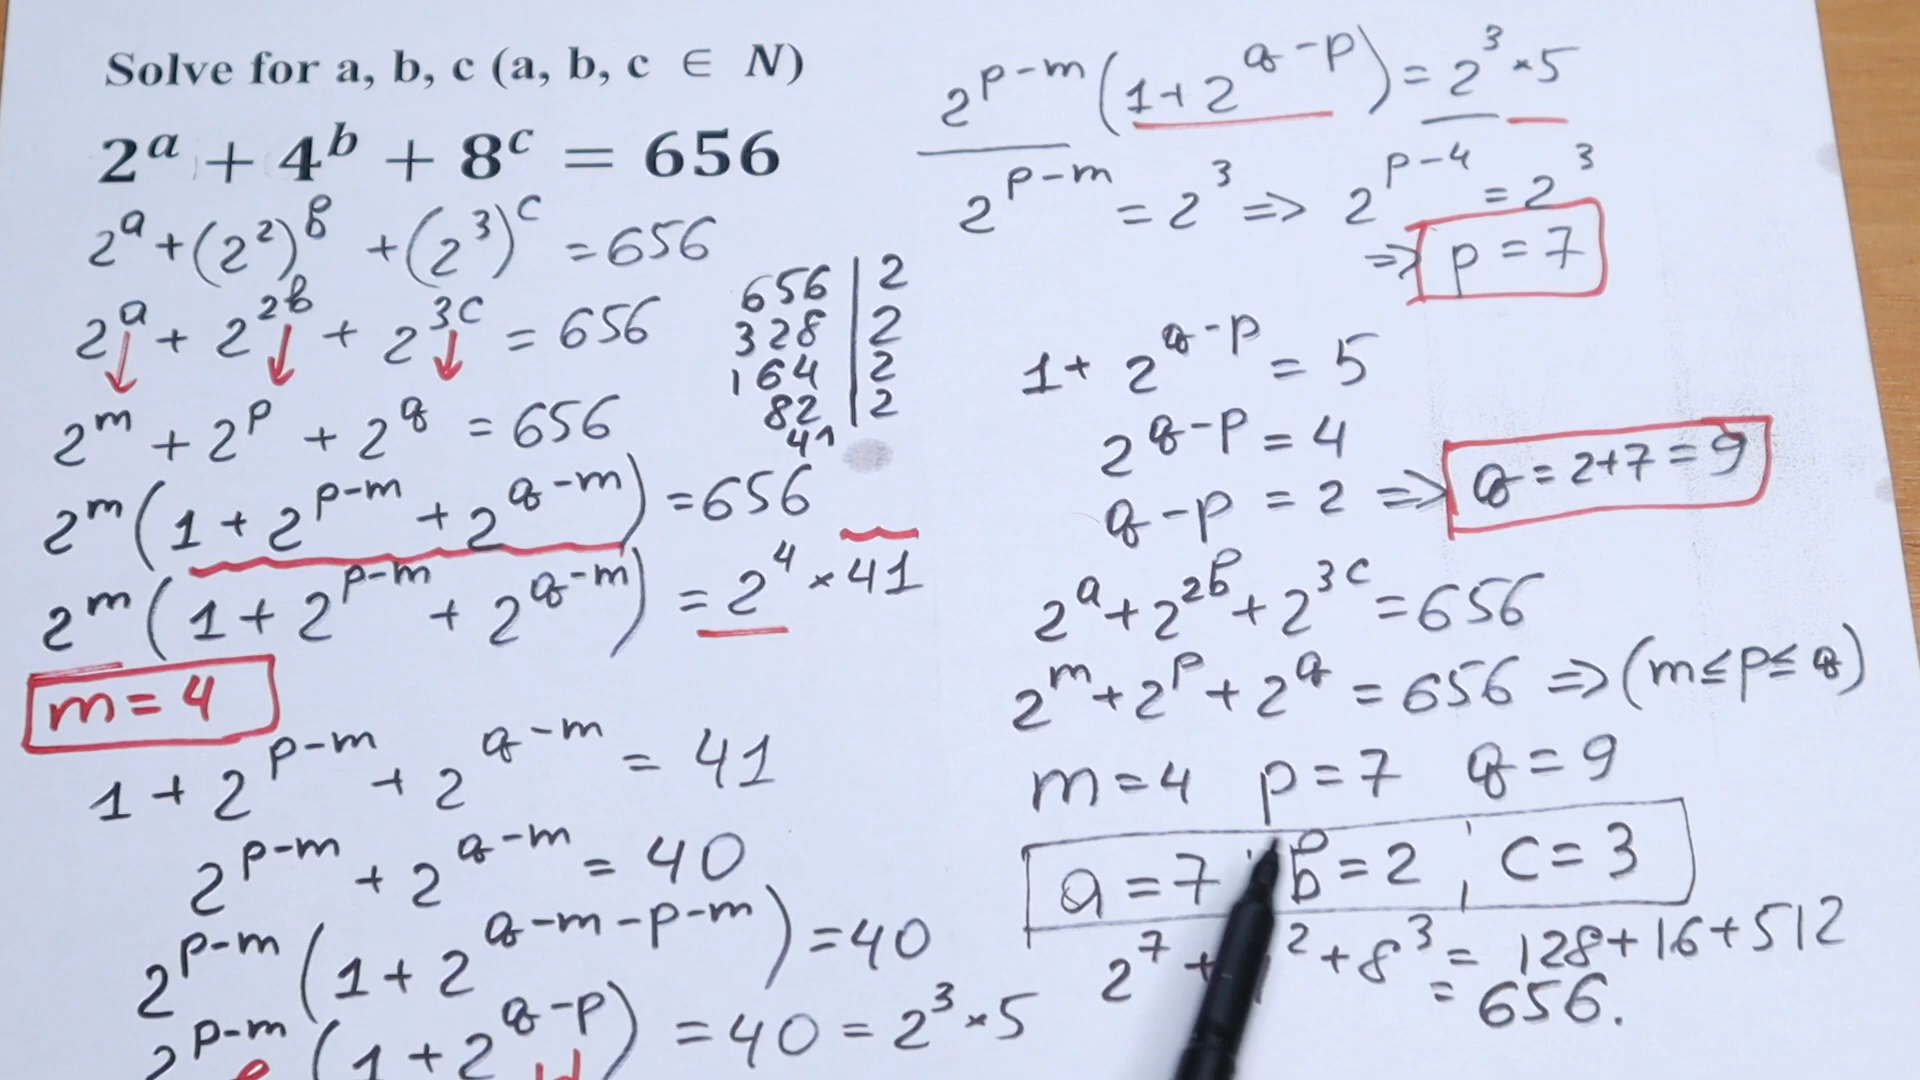 Solve for a, b, c (a, b, c ∈ N)
2^a + 4^b + 8^c = 656
2^a + (2^2)^b + (2^3)^c = 656
2^a + 2^{2b} + 2^{3c} = 656
2^m + 2^p + 2^q = 656
2^m (1 + 2^{p-m} + 2^{q-m}) = 656
2^m (1 + 2^{p-m} + 2^{q-m}) = 2^4 × 41
m = 4
1 + 2^{p-m} + 2^{q-m} = 41
2^{p-m} + 2^{q-m} = 40
2^{p-m} (1 + 2^{q-m-p-m}) = 40
2^{p-m} (1 + 2^{q-p}) = 40 = 2^3 × 5
656 | 2
328 | 2
164 | 2
82 | 2
41
2^{p-m} (1 + 2^{q-p}) = 2^3 × 5
2^{p-m} = 2^3 => 2^{p-4} = 2^3
=> p = 7
1 + 2^{q-p} = 5
2^{q-p} = 4
q - p = 2 => q = 2 + 7 = 9
2^a + 2^{2b} + 2^{3c} = 656
2^m + 2^p + 2^q = 656 => (m ≤ p ≤ q)
m = 4 p = 7 q = 9
a = 7 ; b = 2 ; c = 3
2^7 + ^2 + 8^3 = 128 + 16 + 512
= 656.